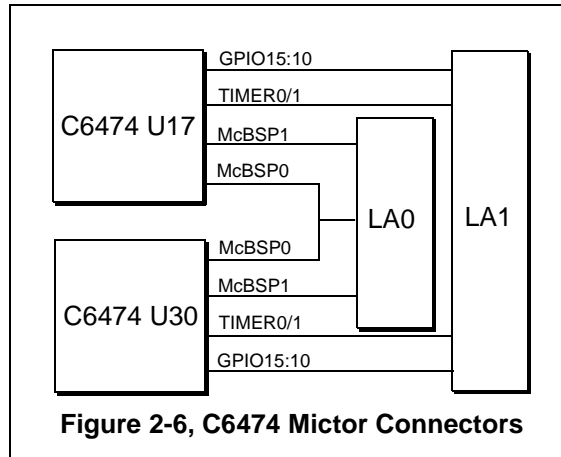 GPIO15:10
TIMER0/1
C6474 U17
McBSP1
McBSP0
LA0
LA1
McBSP0
McBSP1
C6474 U30
TIMER0/1
GPIO15:10
Figure 2-6, C6474 Mictor Connectors